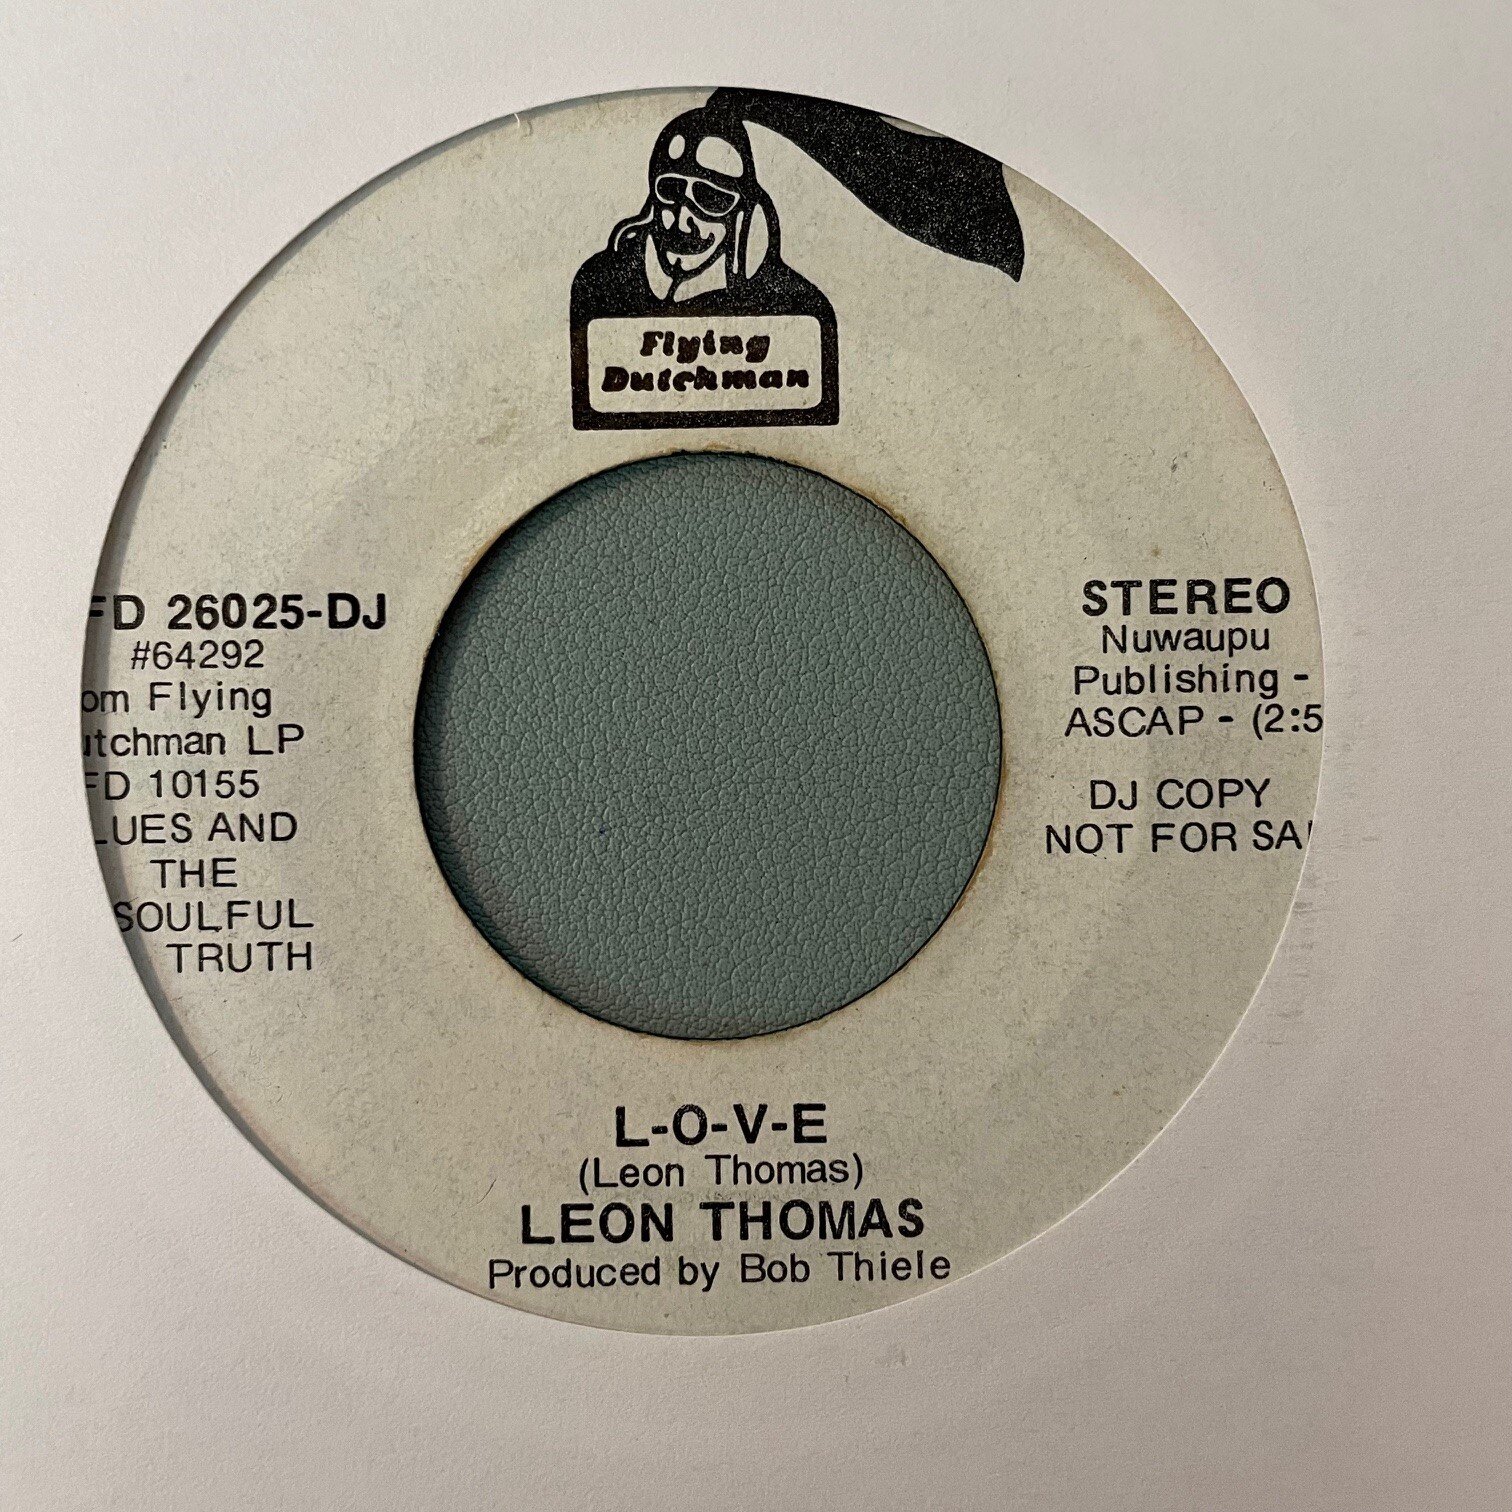 Flying
Dutchman
FD 26025-DJ
#64292
om Flying
utchman LP
FD 10155
LUES AND
THE
SOULFUL
TRUTH
STEREO
Nuwaupu
Publishing -
ASCAP - (2:5
DJ COPY
NOT FOR SA
L-O-V-E
(Leon Thomas)
LEON THOMAS
Produced by Bob Thiele